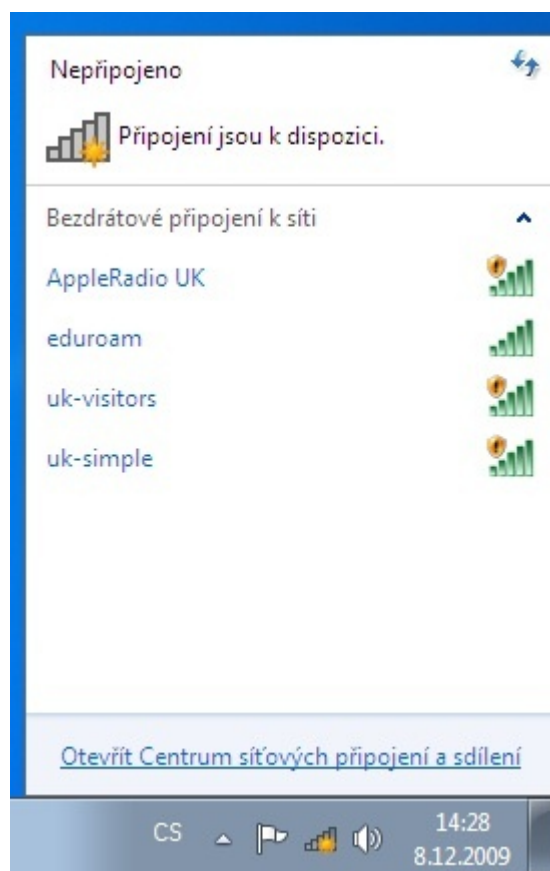 Nepřipojeno
Připojení jsou k dispozici.
Bezdrátové připojení k síti
AppleRadio UK
eduroam
uk-visitors
uk-simple
Otevřít Centrum síťových připojení a sdílení
CS
14:28
8.12.2009